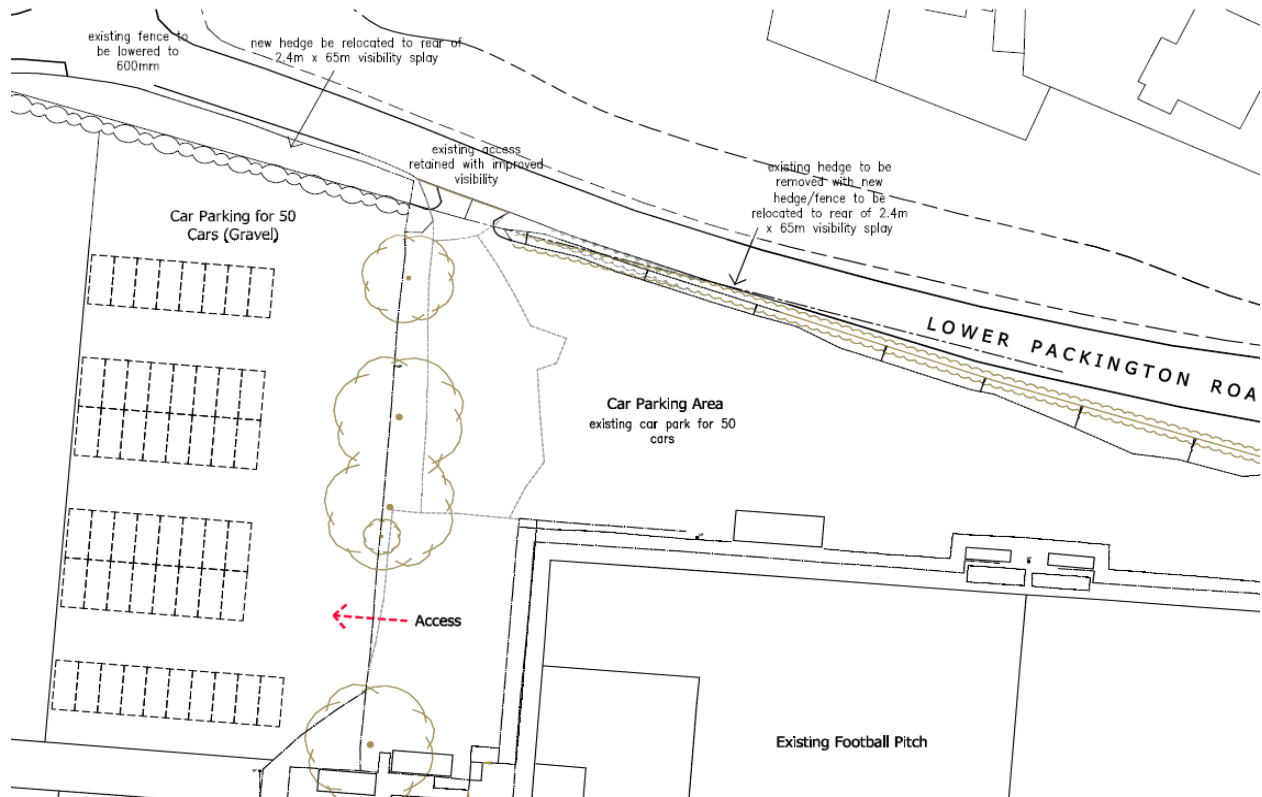 existing fence to
be lowered to
600mm
new hedge be relocated to rear of
2.4m x 65m visibility splay
existing access
retained with improved
visibility
existing hedge to be
removed with new
hedge/fence to be
relocated to rear of 2.4m
x 65m visibility splay
Car Parking for 50
Cars (Gravel)
LOWER PACKINGTON ROA
Car Parking Area
existing car park for 50
cars
Access
Existing Football Pitch